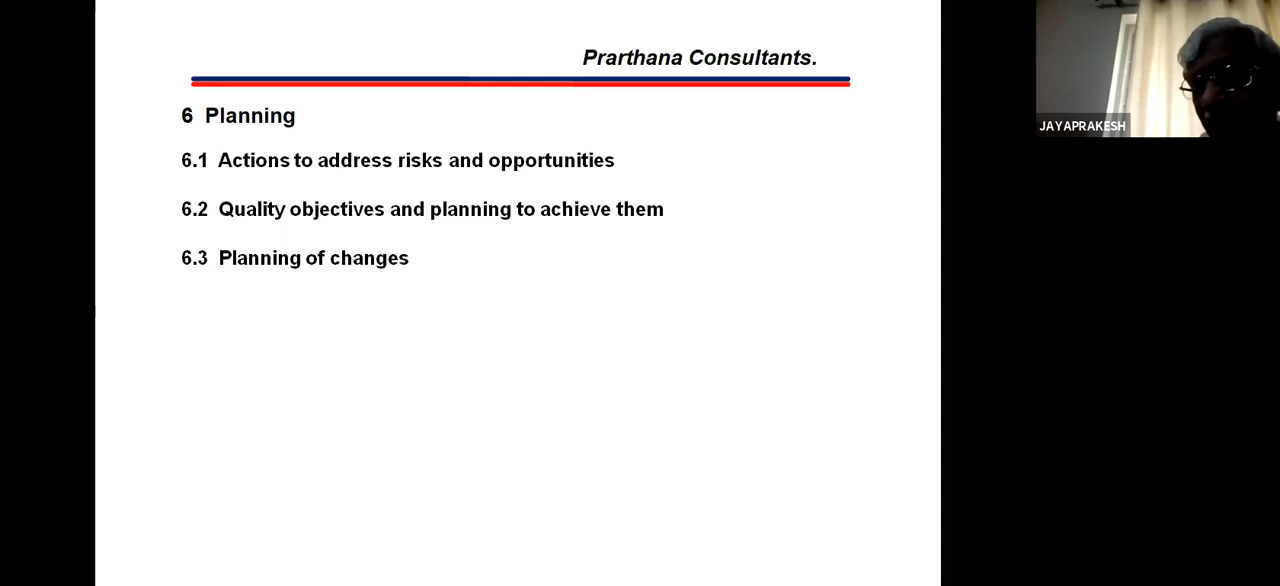 Prarthana Consultants.
6 Planning
6.1 Actions to address risks and opportunities
6.2 Quality objectives and planning to achieve them
6.3 Planning of changes
JAYAPRAKESH